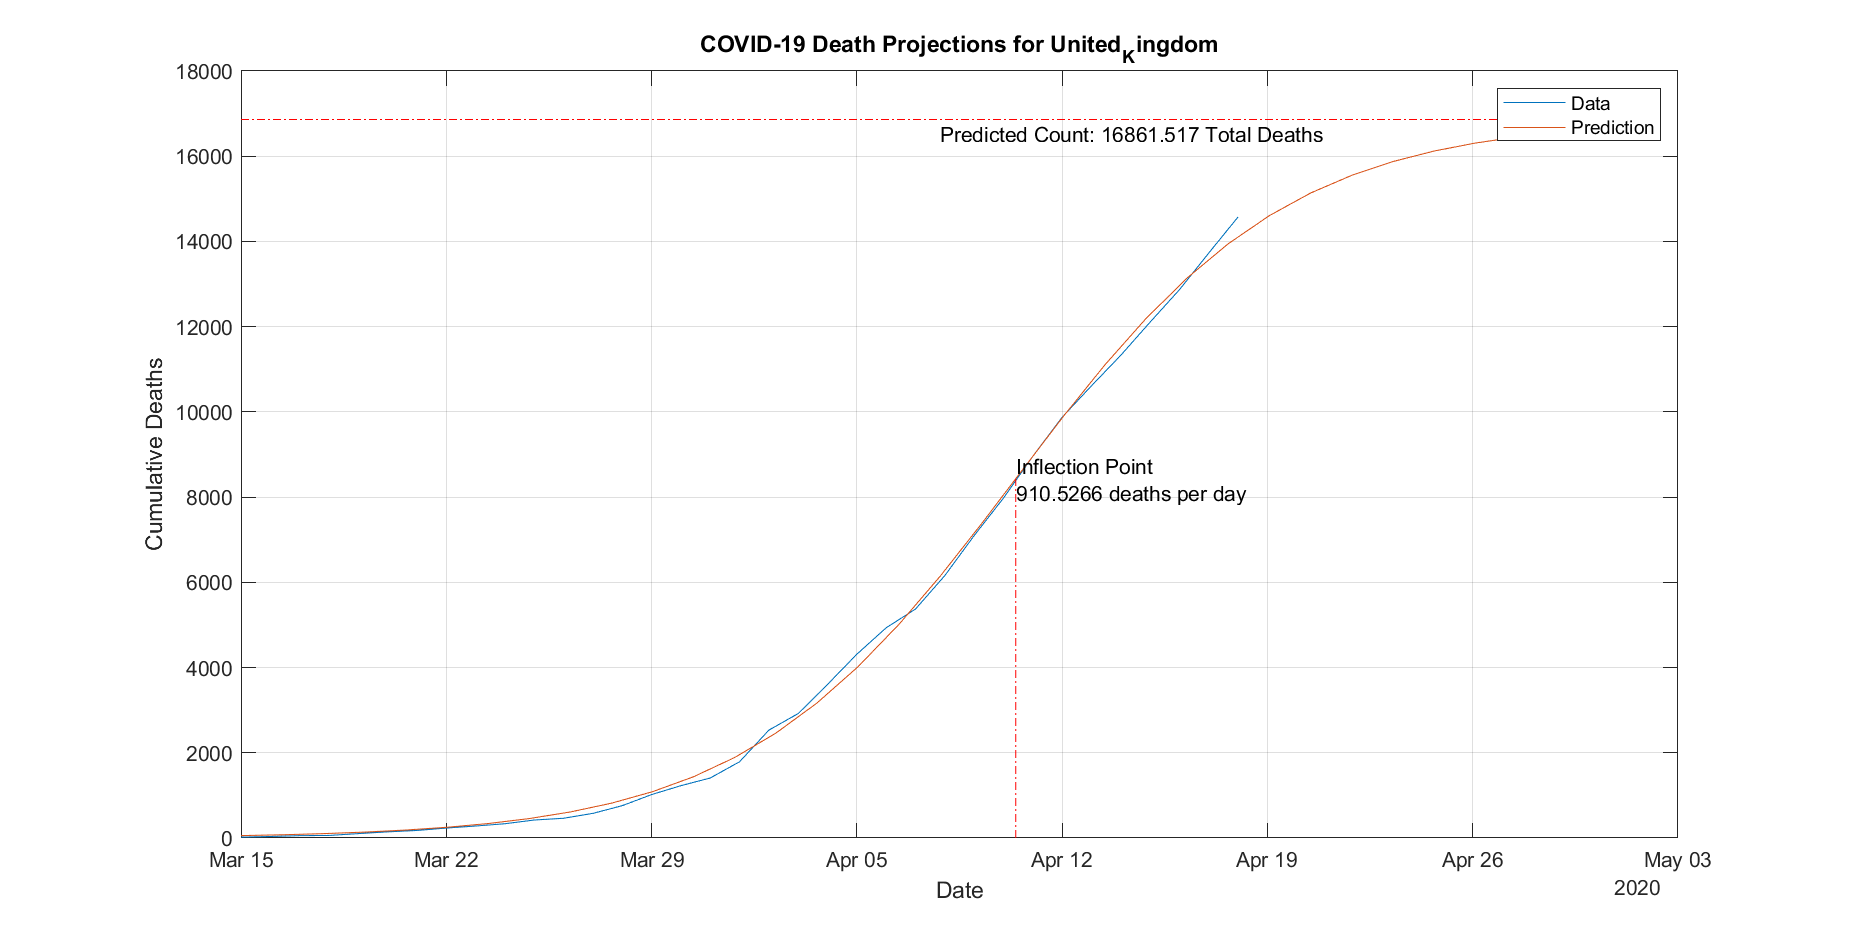 COVID-19 Death Projections for United_Kingdom
18000
16000
14000
12000
10000
8000
6000
4000
2000
0
Cumulative Deaths
Data
Prediction
Predicted Count: 16861.517 Total Deaths
Inflection Point
910.5266 deaths per day
Mar 15 Mar 22 Mar 29 Apr 05 Apr 12 Apr 19 Apr 26 May 03
2020
Date